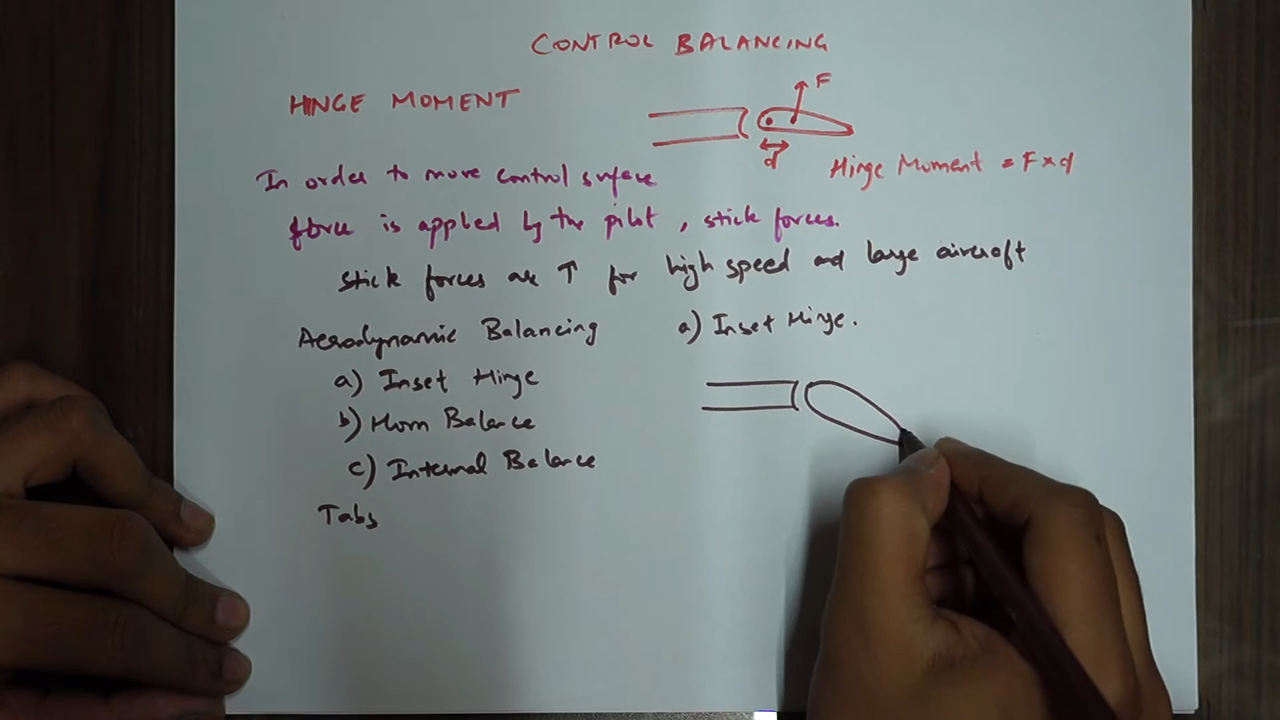 CONTROL BALANCING
HINGE MOMENT
F
d
Hinge Moment = F x d
In order to move control surface
force is applied by the pilot, stick forces.
Stick forces are ↑ for high speed and large aircraft
Aerodynamic Balancing
a) Inset Hinge.
a) Inset Hinge
b) Horn Balance
c) Internal Balance
Tabs